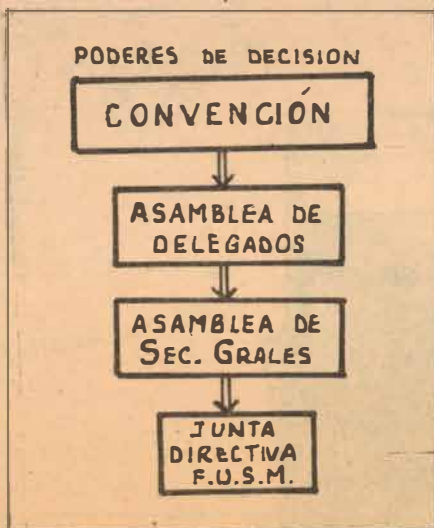 PODERES DE DECISION
CONVENCIÓN
ASAMBLEA DE
DELEGADOS
ASAMBLEA DE
SEC. GRALES
JUNTA
DIRECTIVA
F.U.S.M.